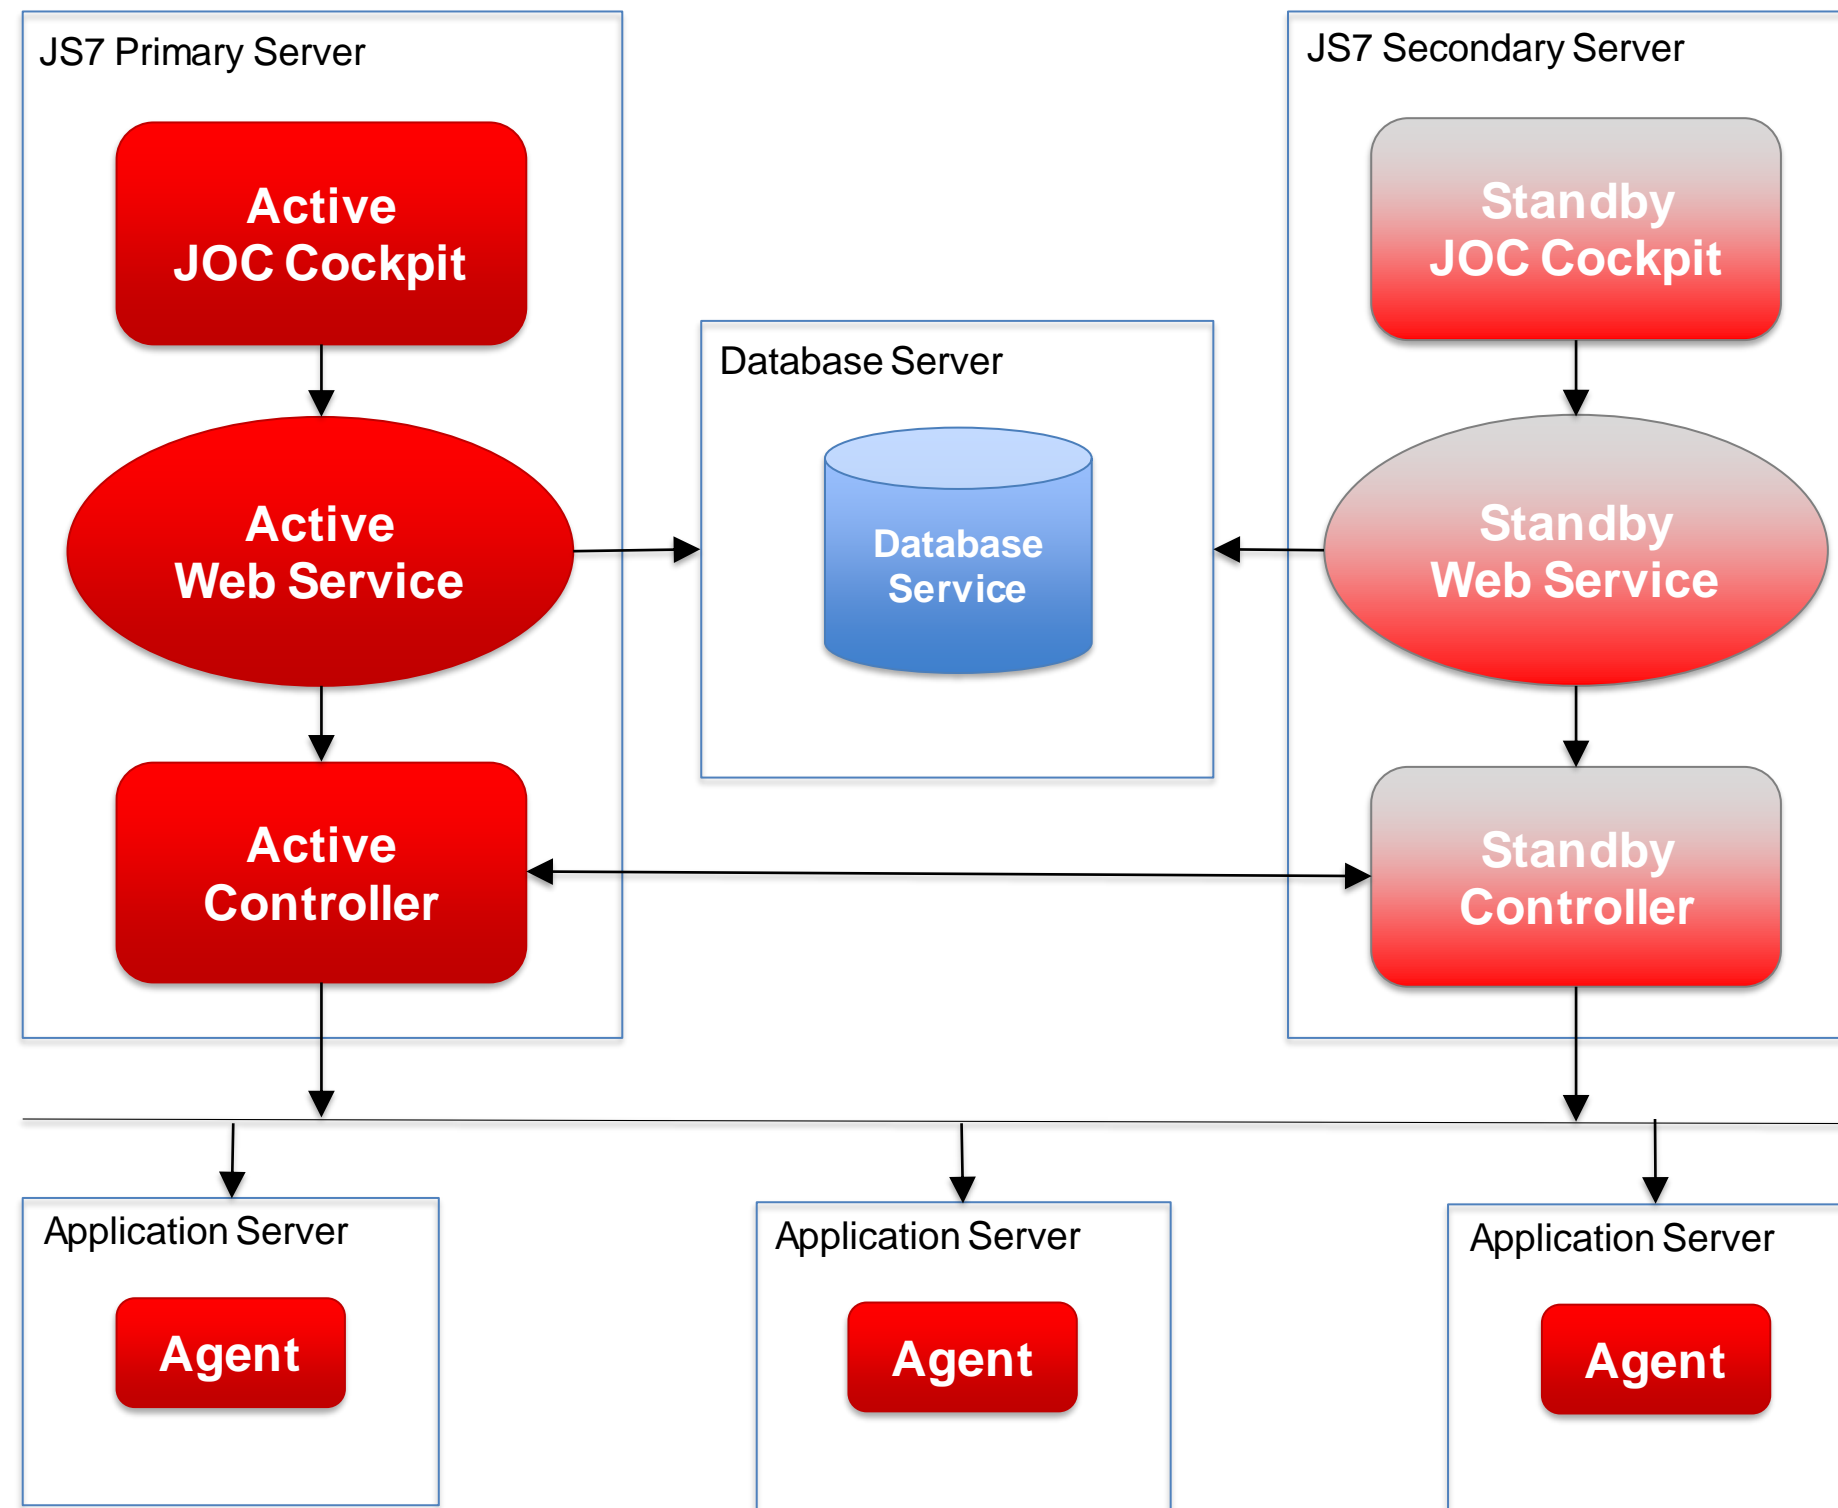 JS7 Primary Server
Active
JOC Cockpit
Active
Web Service
Active
Controller
Database Server
Database
Service
JS7 Secondary Server
Standby
JOC Cockpit
Standby
Web Service
Standby
Controller
Application Server
Agent
Application Server
Agent
Application Server
Agent